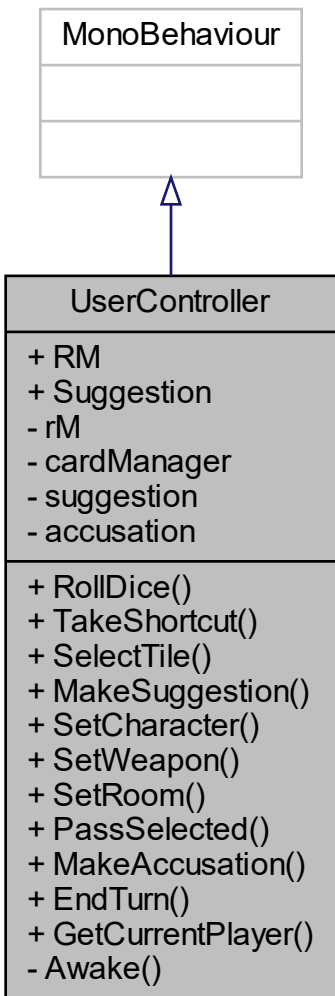 MonoBehaviour
UserController
+ RM
+ Suggestion
- rM
- cardManager
- suggestion
- accusation
+ RollDice()
+ TakeShortcut()
+ SelectTile()
+ MakeSuggestion()
+ SetCharacter()
+ SetWeapon()
+ SetRoom()
+ PassSelected()
+ MakeAccusation()
+ EndTurn()
+ GetCurrentPlayer()
- Awake()